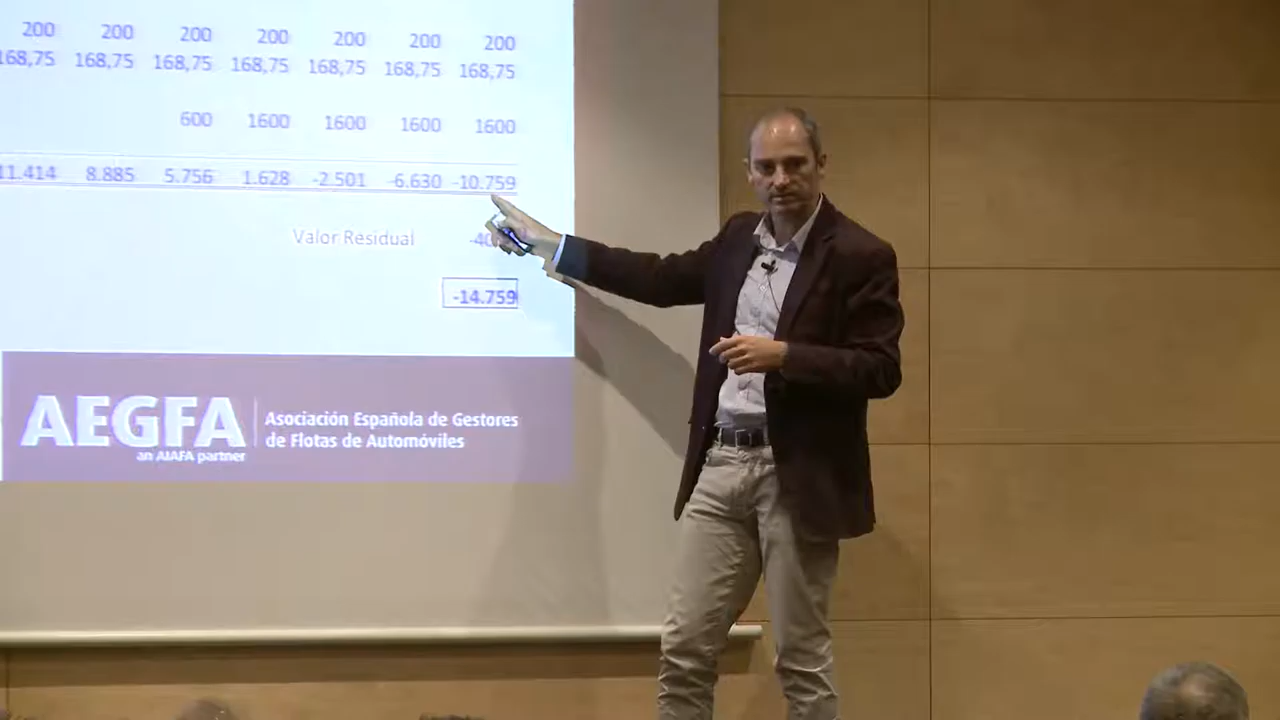 200 200 200 200 200 200 200
168,75 168,75 168,75 168,75 168,75 168,75 168,75
600 1600 1600 1600 1600
11.414 8.885 5.756 1.628 -2.501 -6.630 -10.759
Valor Residual
-14.759
AEGFA
an AIAFA partner
Asociación Española de Gestores
de Flotas de Automóviles